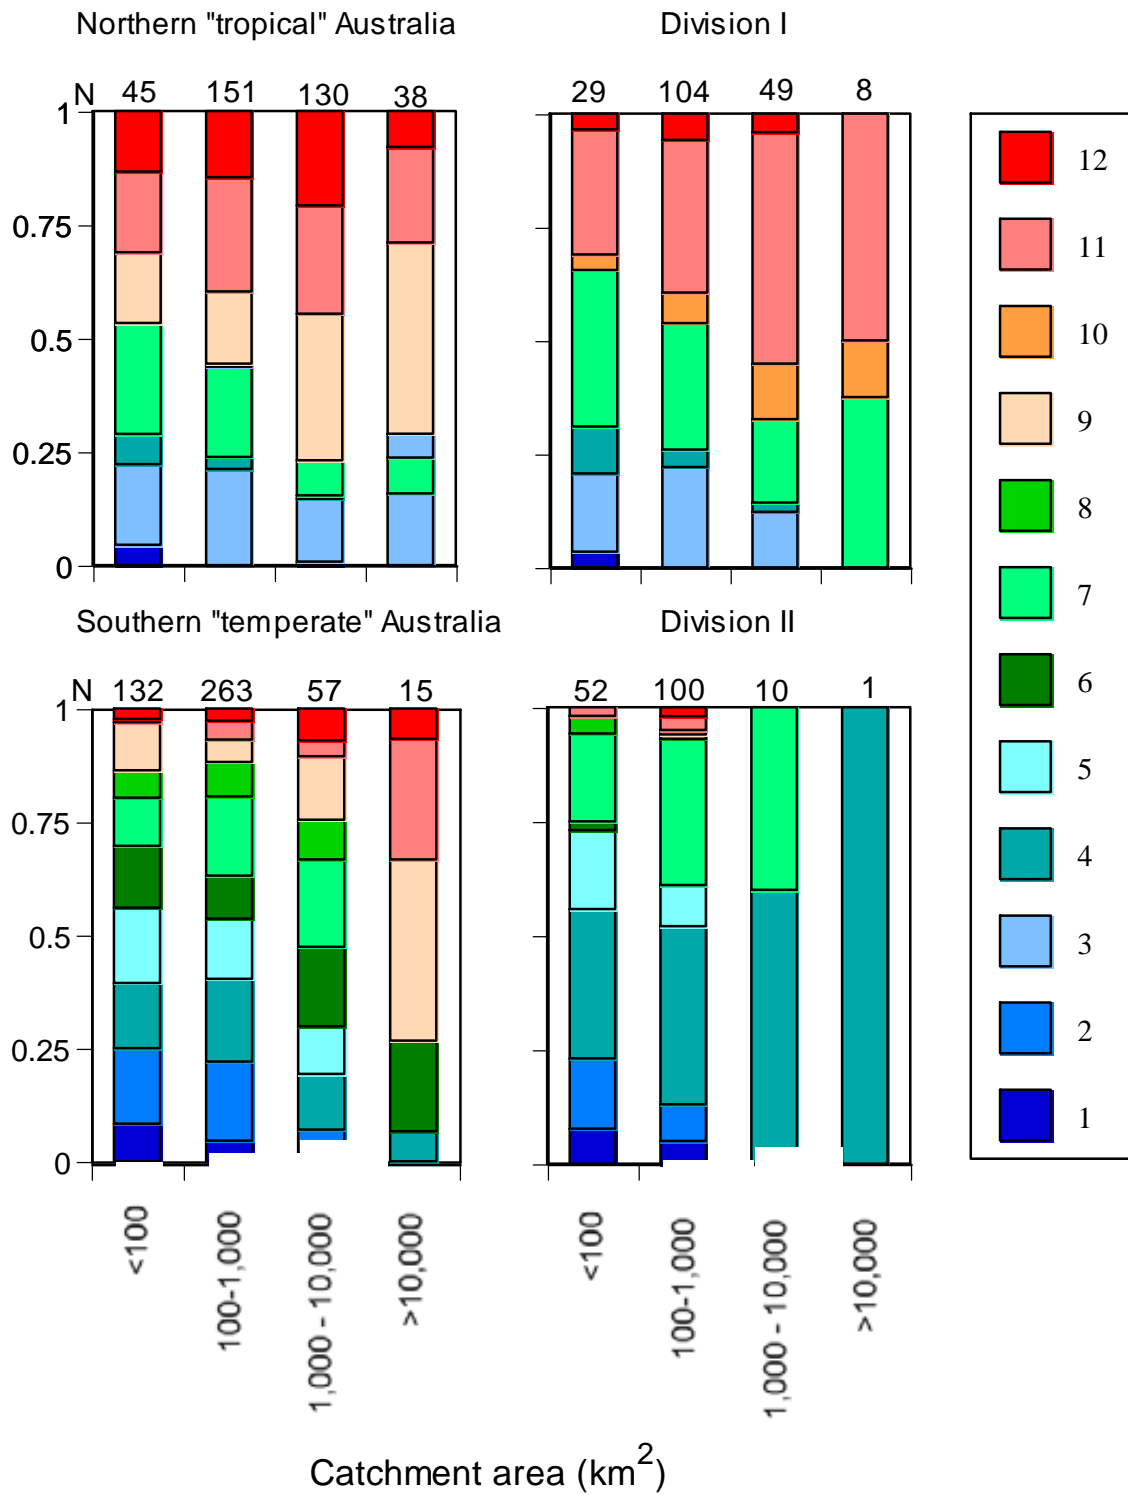 Northern "tropical" Australia
Division I
N 45 151 130 38
29 104 49 8
1
0.75
0.5
0.25
0
12
11
10
9
8
7
6
5
4
3
2
1
Southern "temperate" Australia
Division II
N 132 263 57 15
52 100 10 1
1
0.75
0.5
0.25
0
<100
100-1,000
1,000 - 10,000
>10,000
<100
100-1,000
1,000 - 10,000
>10,000
Catchment area (km²)